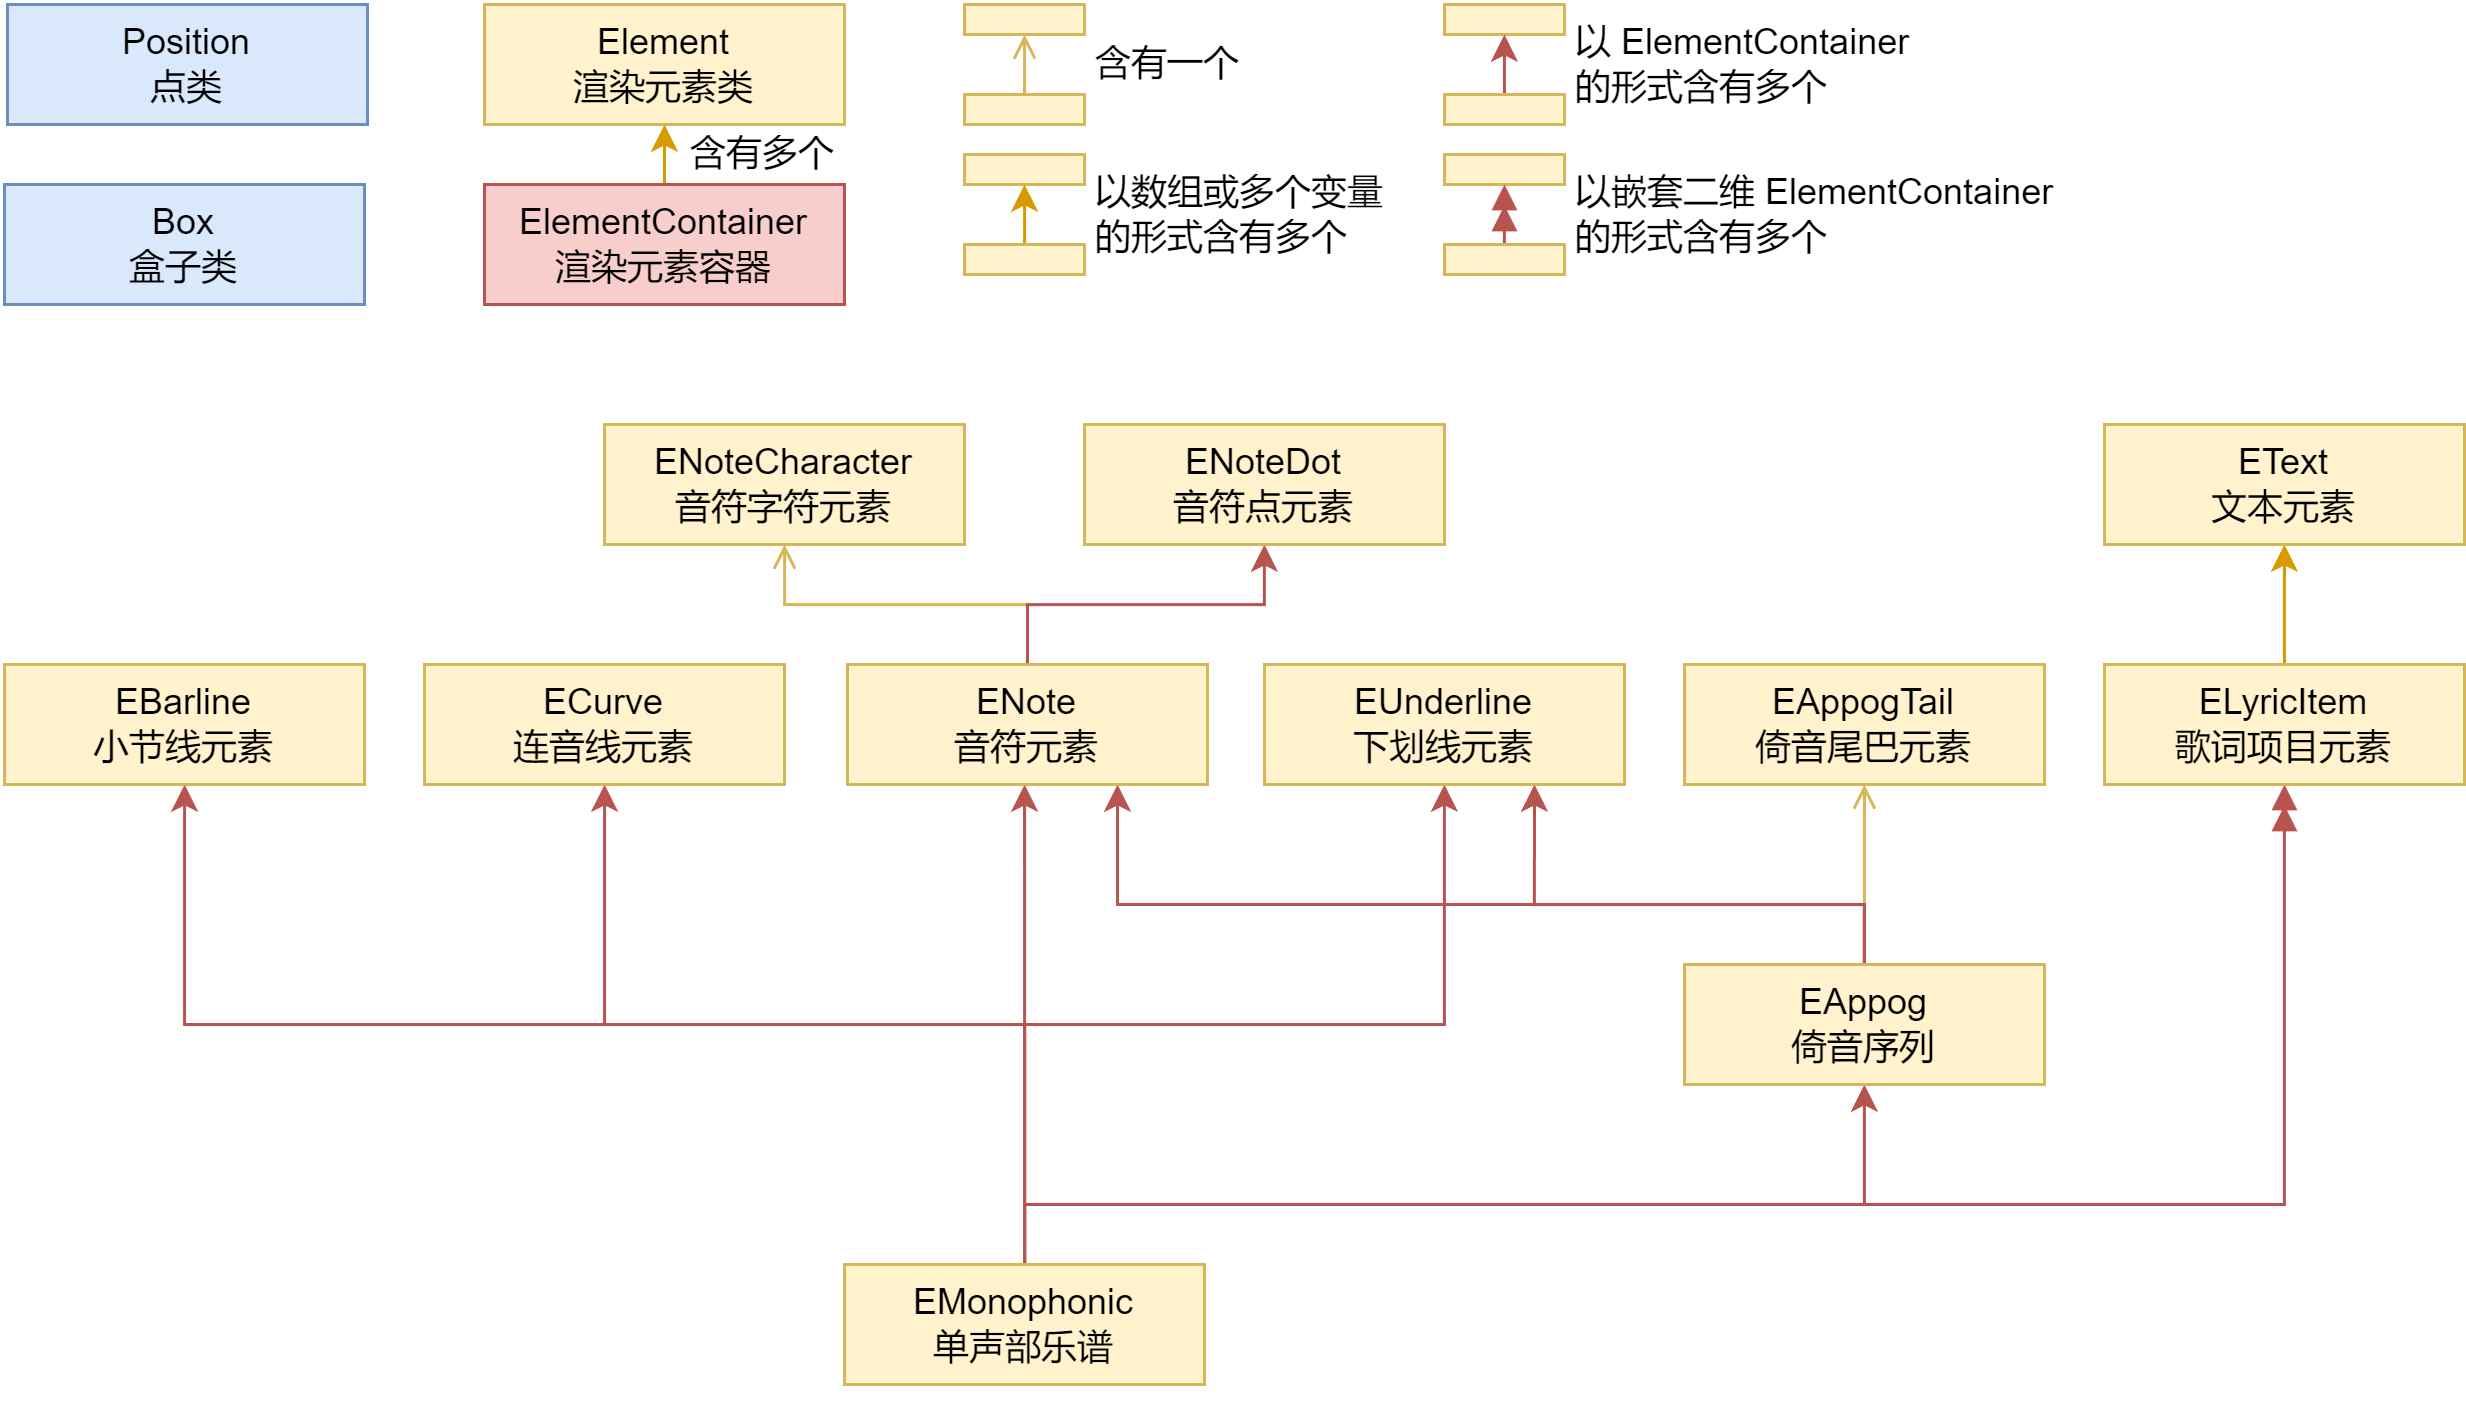 Position
点类
Element
渲染元素类
含有一个
以 ElementContainer
的形式含有多个
含有多个
Box
盒子类
ElementContainer
渲染元素容器
以数组或多个变量
的形式含有多个
以嵌套二维 ElementContainer
的形式含有多个
ENoteCharacter
音符字符元素
ENoteDot
音符点元素
EText
文本元素
EBarline
小节线元素
ECurve
连音线元素
ENote
音符元素
EUnderline
下划线元素
EAppogTail
倚音尾巴元素
ELyricItem
歌词项目元素
EAppog
倚音序列
EMonophonic
单声部乐谱